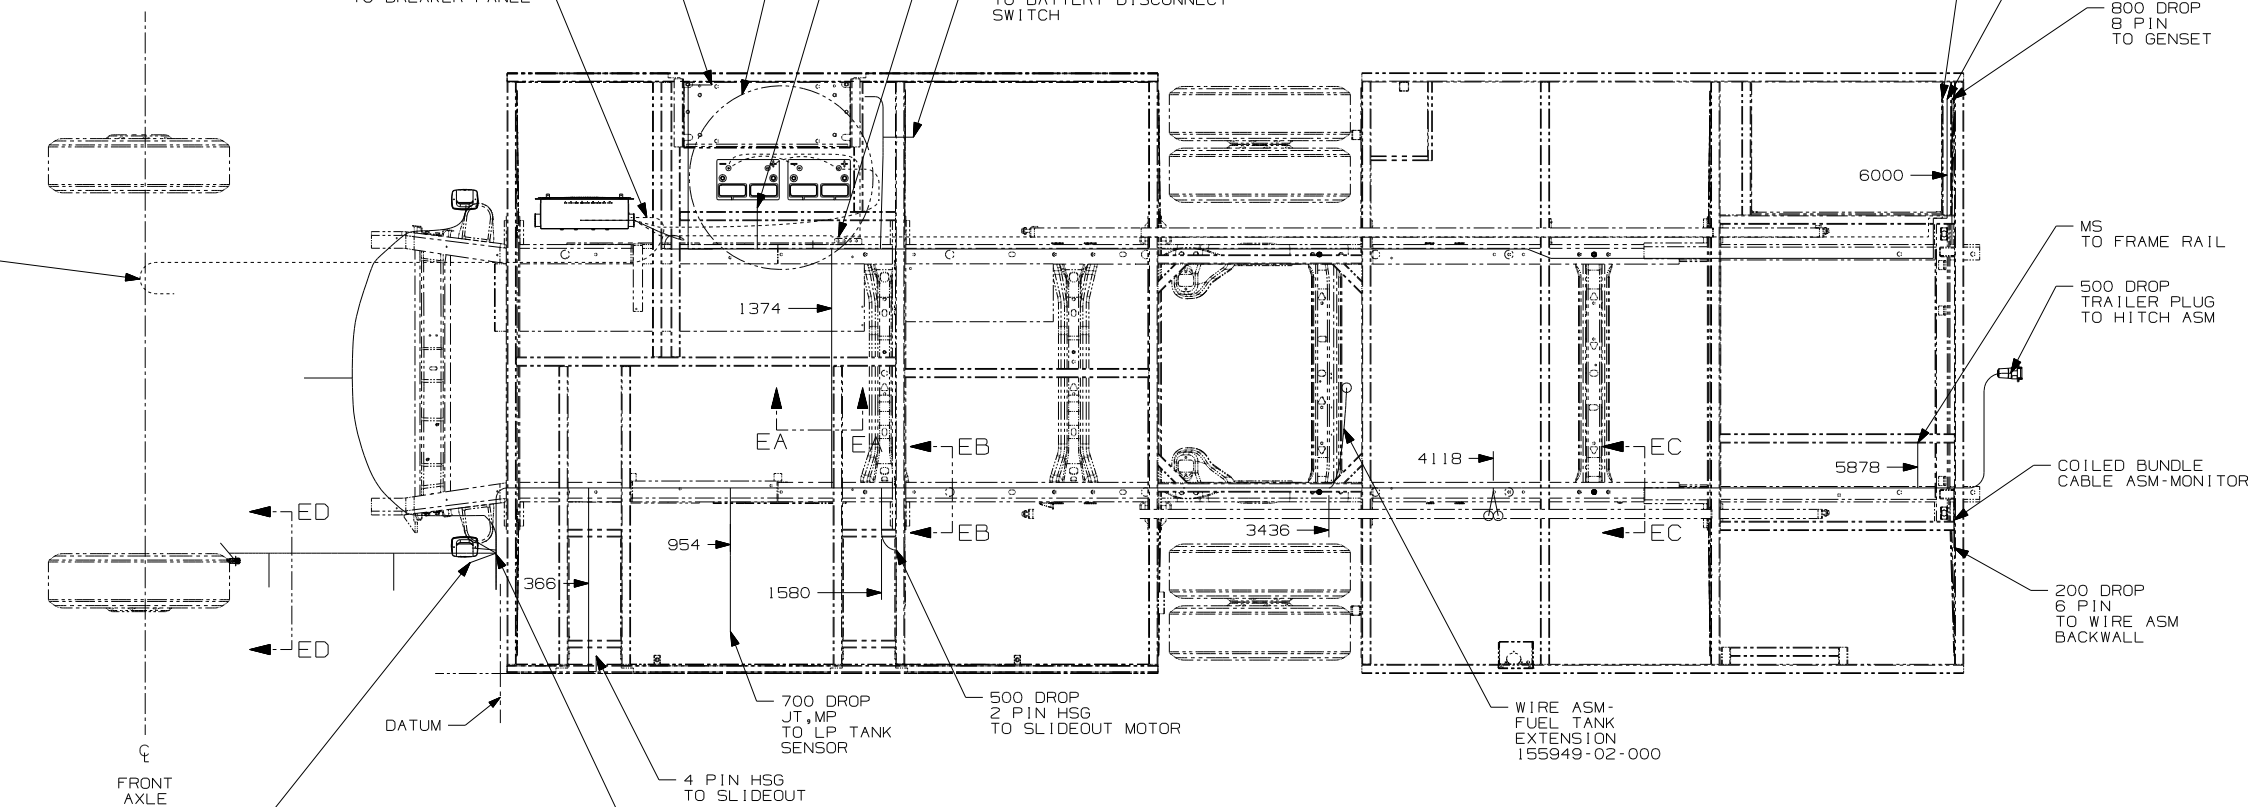 TO BREAKER PANEL
TO BATTERY DISCONNECT
SWITCH
800 DROP
8 PIN
TO GENSET
6000
MS
TO FRAME RAIL
500 DROP
TRAILER PLUG
TO HITCH ASM
1374
EA
EA
EB
EB
4118
EC
EC
5878
COILED BUNDLE
CABLE ASM-MONITOR
ED
ED
954
3436
366
1580
200 DROP
6 PIN
TO WIRE ASM
BACKWALL
DATUM
700 DROP
JT,MP
TO LP TANK
SENSOR
500 DROP
2 PIN HSG
TO SLIDEOUT MOTOR
WIRE ASM-
FUEL TANK
EXTENSION
155949-02-000
4 PIN HSG
TO SLIDEOUT
℄
FRONT
AXLE